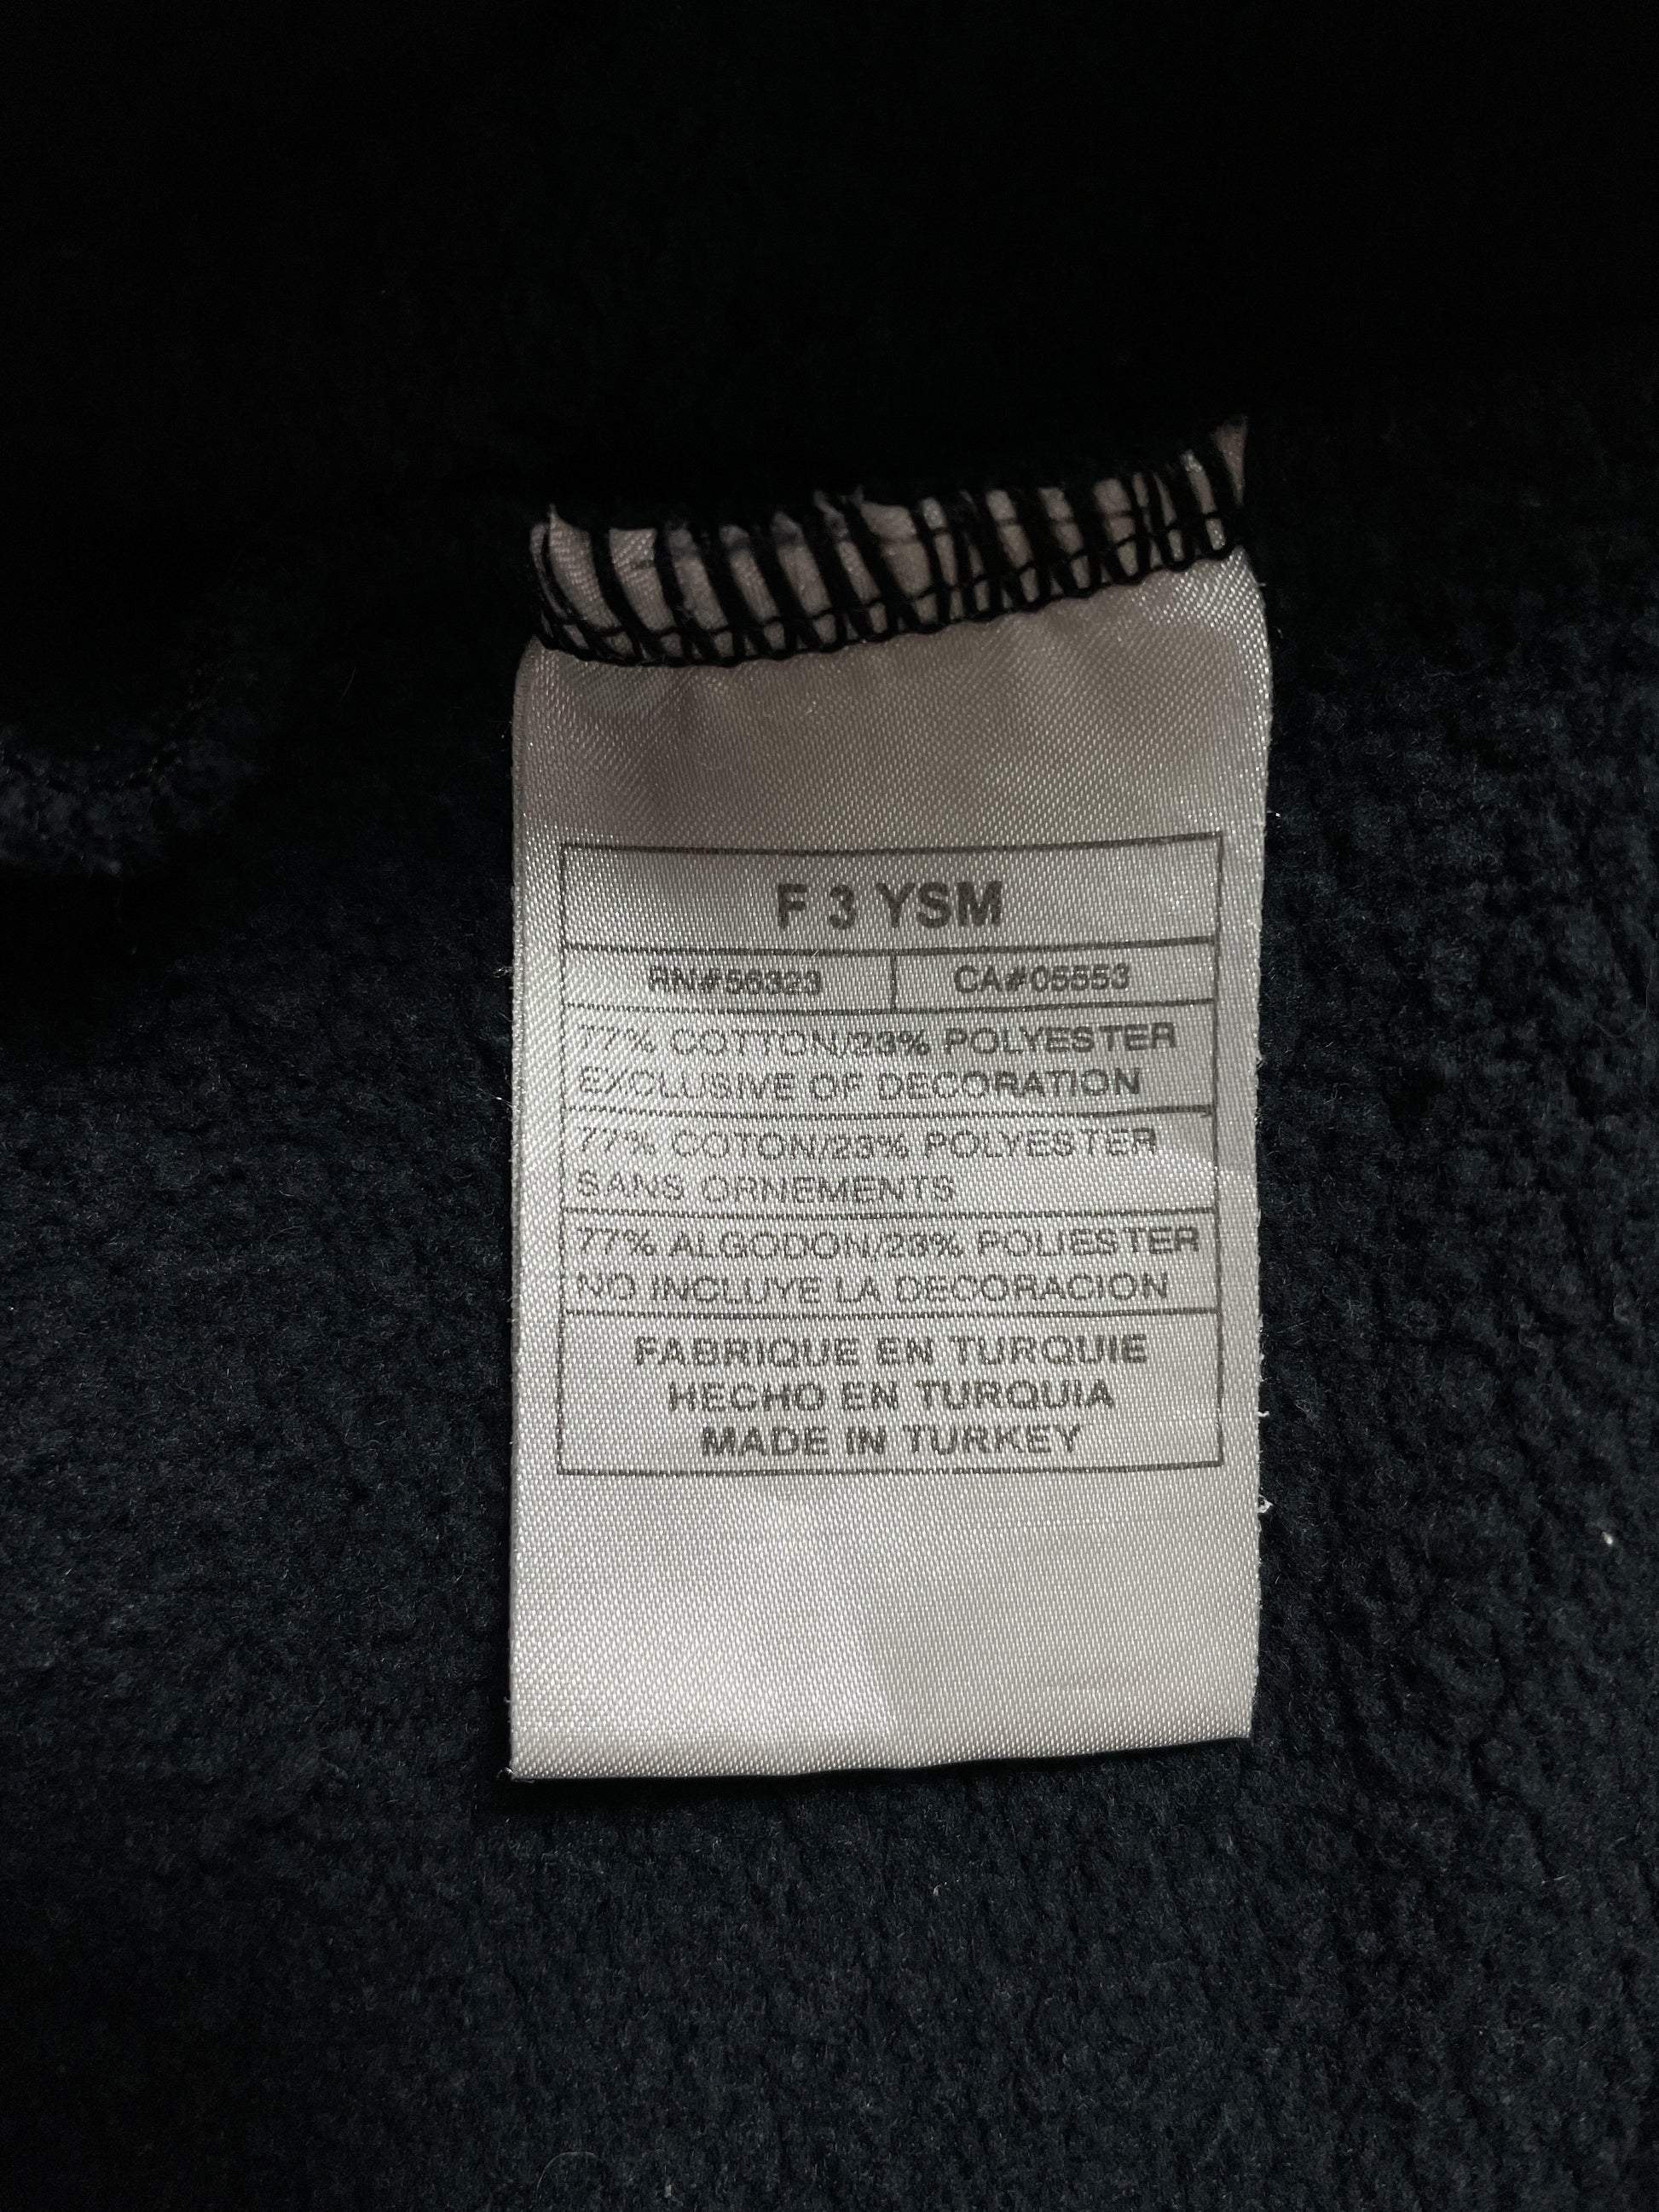 F 3 YSM
RN#56323 CA#05553
77% COTTON/23% POLYESTER
EXCLUSIVE OF DECORATION
77% COTON/23% POLYESTER
SANS ORNEMENTS
77% ALGODON/23% POLIESTER
NO INCLUYE LA DECORACION
FABRIQUE EN TURQUIE
HECHO EN TURQUIA
MADE IN TURKEY